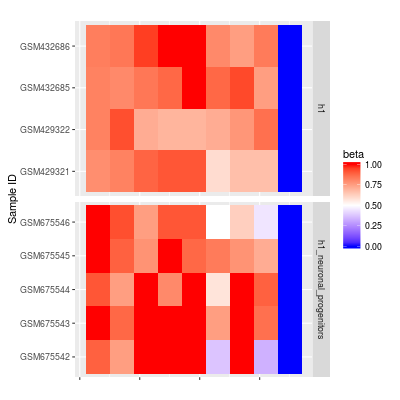 Sample ID
GSM432686
GSM432685
GSM429322
GSM429321
h1
GSM675546
GSM675545
GSM675544
GSM675543
GSM675542
h1_neuronal_progenitors
beta
1.00
0.75
0.50
0.25
0.00